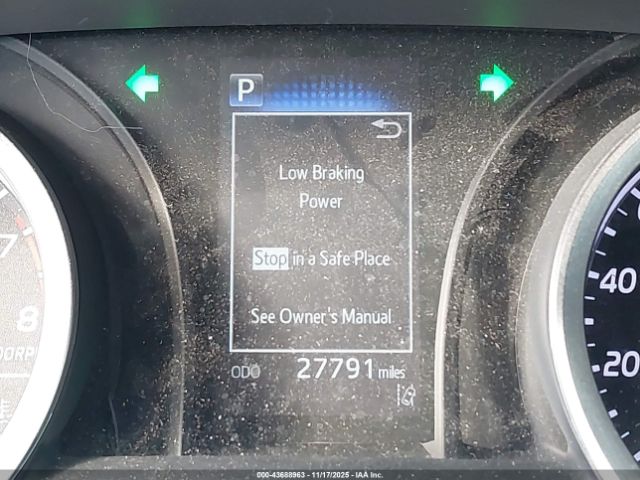 P
Low Braking
Power
Stop in a Safe Place
See Owner's Manual
ODO 27791 miles
7
8
40
20
000-43688963 - 11/17/2025 - IAA Inc.